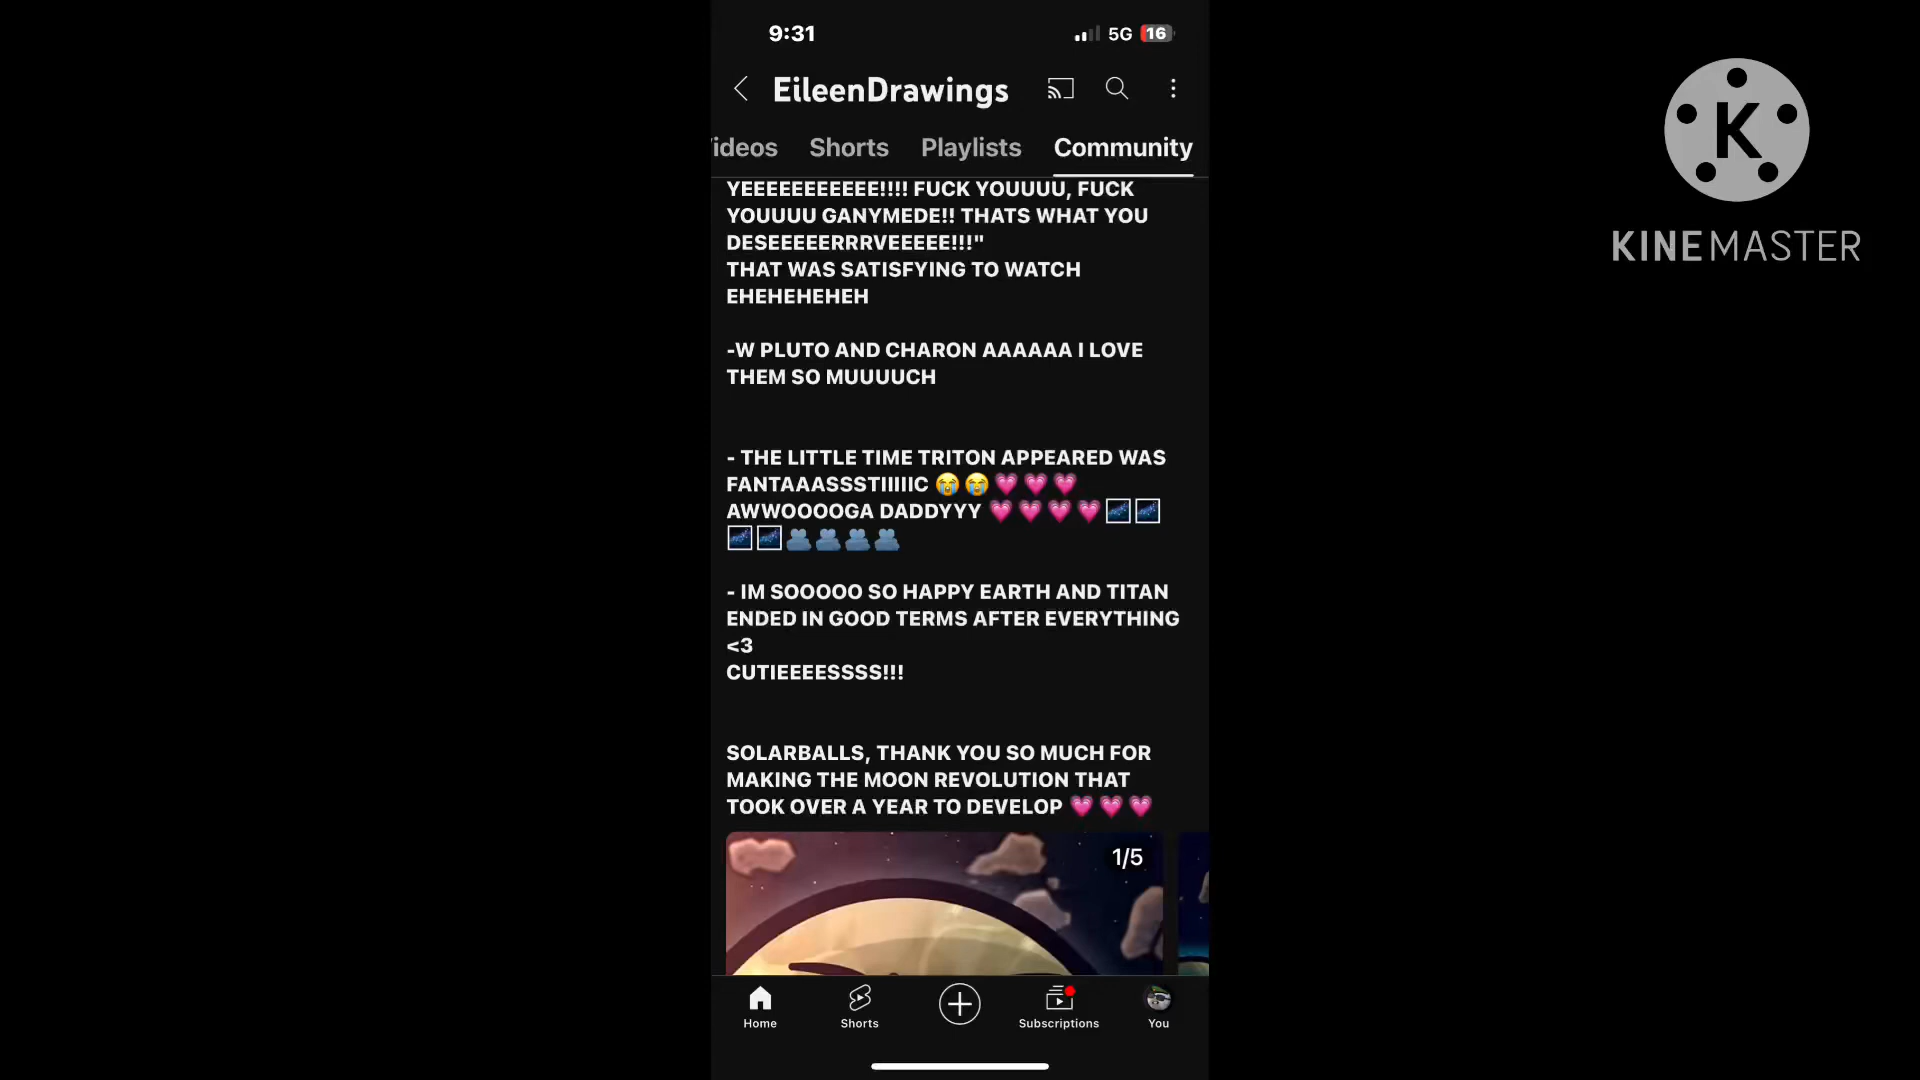 9:31
5G
16
EileenDrawings
ideos
Shorts
Playlists
Community
YEEEEEEEEEEE!!!! FUCK YOUUUU, FUCK
YOUUUU GANYMEDE!! THATS WHAT YOU
DESEEEEERRRVEEEEE!!!"
THAT WAS SATISFYING TO WATCH
EHEHEHEHEH
-W PLUTO AND CHARON AAAAAA I LOVE
THEM SO MUUUUCH
- THE LITTLE TIME TRITON APPEARED WAS
FANTAAASSSTIIIIIC 😭😭💗💗💗
AWWOOOOGA DADDYYY 💗💗💗💗🌌🌌
🌌🌌🫂🫂🫂🫂
- IM SOOOOO SO HAPPY EARTH AND TITAN
ENDED IN GOOD TERMS AFTER EVERYTHING
<3
CUTIEEEESSSS!!!
SOLARBALLS, THANK YOU SO MUCH FOR
MAKING THE MOON REVOLUTION THAT
TOOK OVER A YEAR TO DEVELOP 💗💗💗
1/5
Home
Shorts
Subscriptions
You
K
KINEMASTER